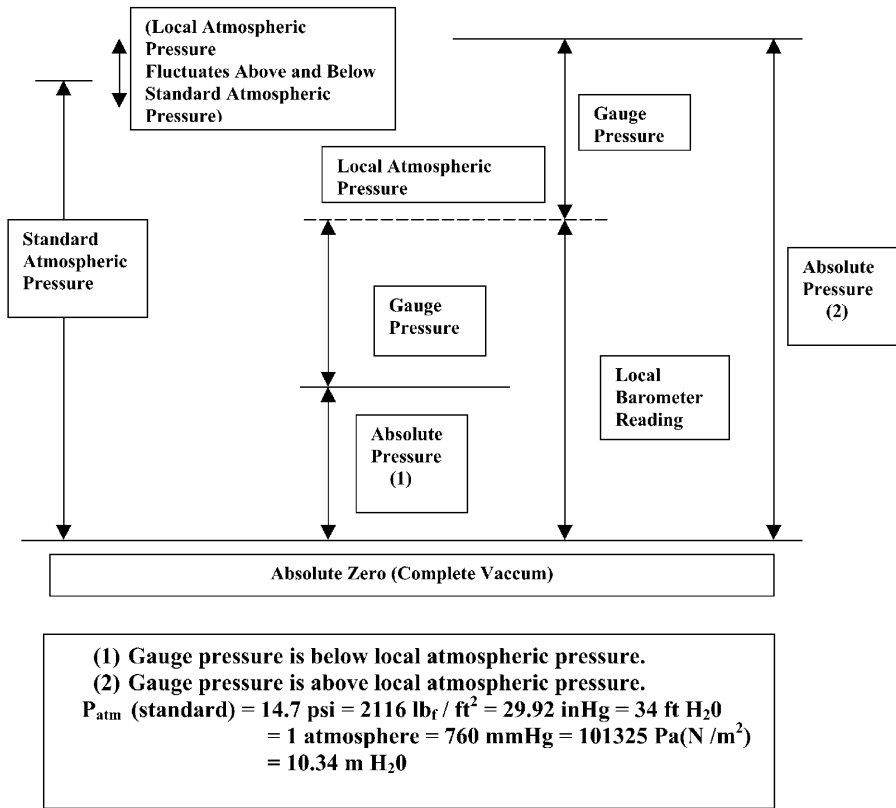 (Local Atmospheric
Pressure
Fluctuates Above and Below
Standard Atmospheric
Pressure)
Gauge
Pressure
Local Atmospheric
Pressure
Standard
Atmospheric
Pressure
Absolute
Pressure
(2)
Gauge
Pressure
Local
Barometer
Reading
Absolute
Pressure
(1)
Absolute Zero (Complete Vaccum)
(1) Gauge pressure is below local atmospheric pressure.
(2) Gauge pressure is above local atmospheric pressure.
Patm (standard) = 14.7 psi = 2116 lbf / ft² = 29.92 inHg = 34 ft H₂0
= 1 atmosphere = 760 mmHg = 101325 Pa(N /m²)
= 10.34 m H₂0